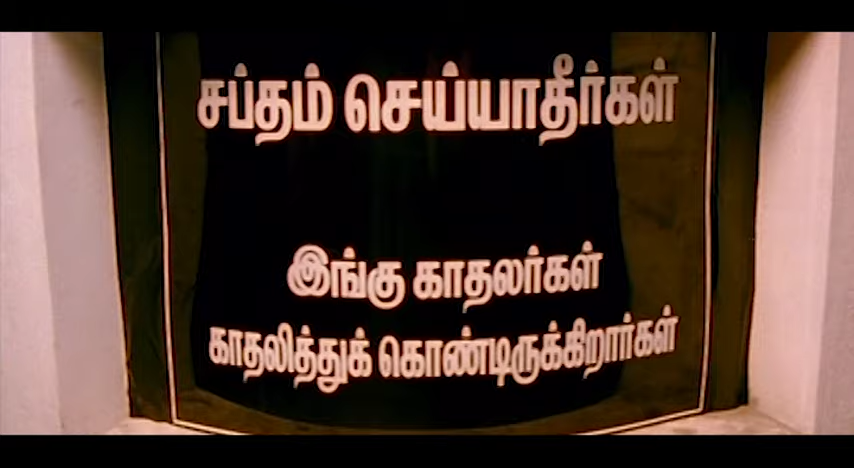 சப்தம் செய்யாதீர்கள்
இங்கு காதலர்கள்
காதலித்துக் கொண்டிருக்கிறார்கள்